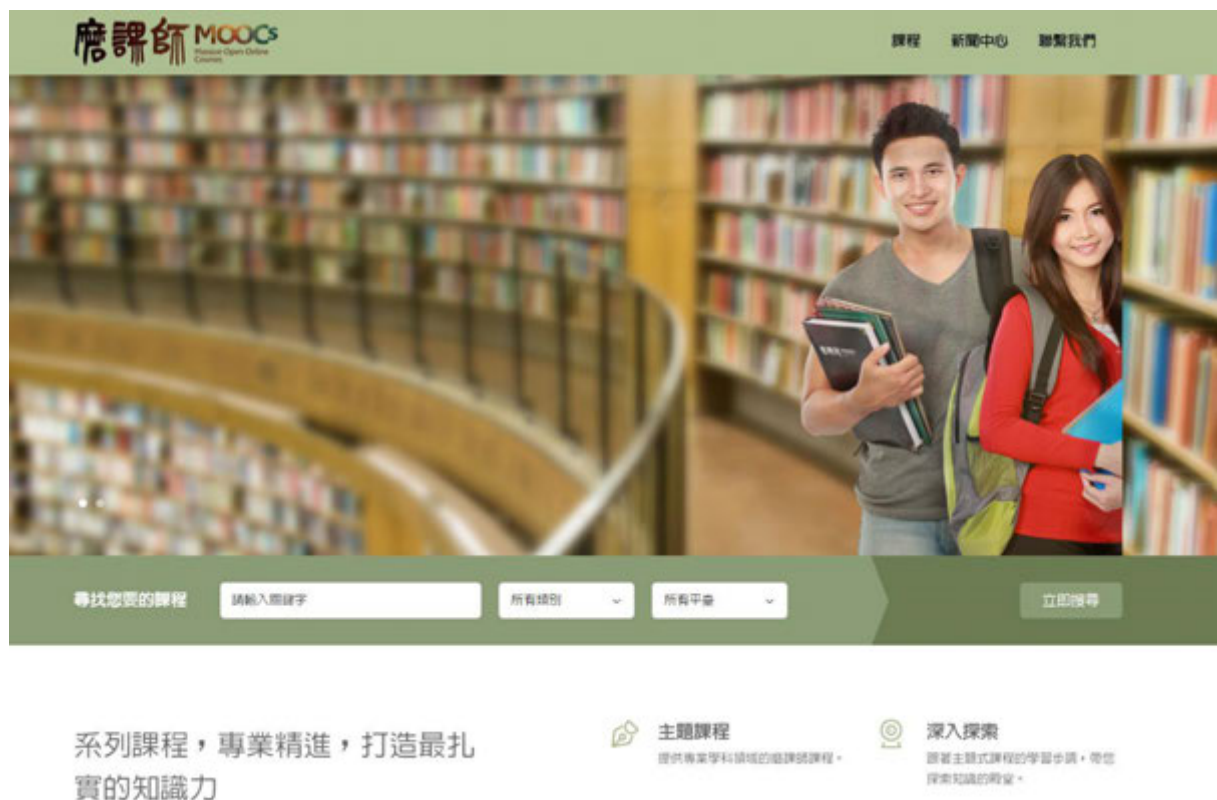 磨課師 MOOCs
Massive Open Online
Courses
課程 新聞中心 聯繫我們
尋找您要的課程 請輸入關鍵字 所有類別 所有平臺 立即搜尋
系列課程，專業精進，打造最扎
實的知識力
主題課程
提供專業學科領域的磨課師課程。
深入探索
跟著主題式課程的學習步調，帶您
探索知識的殿堂。